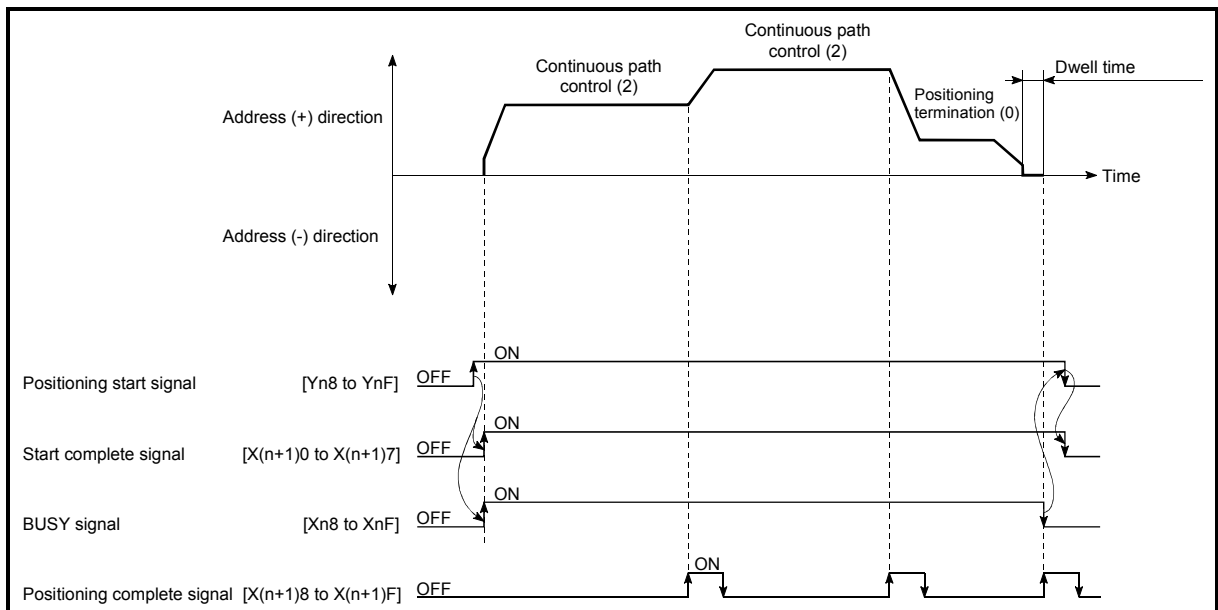 Continuous path
control (2)
Continuous path
control (2)
Dwell time
Positioning
termination (0)
Address (+) direction
Time
Address (-) direction
ON
Positioning start signal [Yn8 to YnF] OFF
ON
Start complete signal [X(n+1)0 to X(n+1)7] OFF
ON
BUSY signal [Xn8 to XnF] OFF
ON
Positioning complete signal [X(n+1)8 to X(n+1)F] OFF